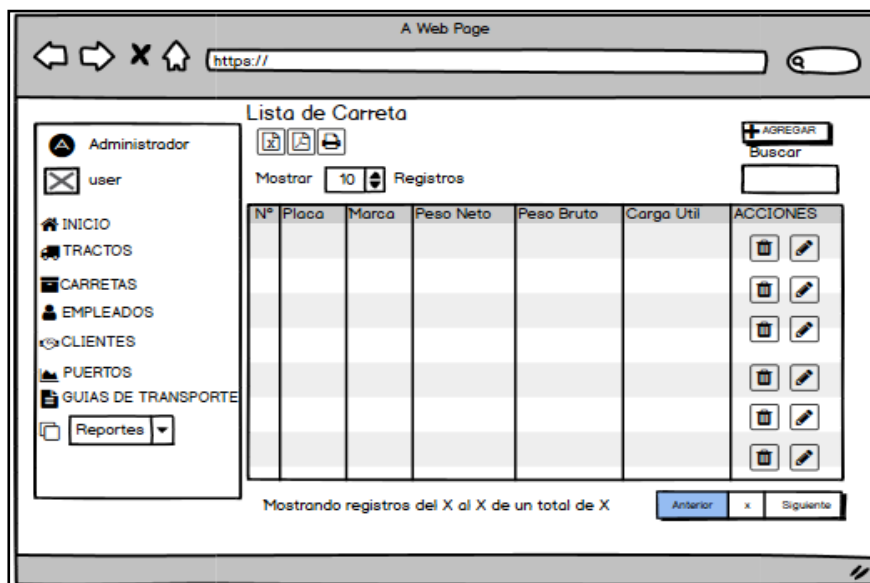 A Web Page
https://
Lista de Carreta
A Administrador
user
AGREGAR
Buscar
Mostrar 10 Registros
Nº Placa Marca Peso Neto Peso Bruto Carga Util ACCIONES
INICIO
TRACTOS
CARRETAS
EMPLEADOS
CLIENTES
PUERTOS
GUIAS DE TRANSPORTE
Reportes
Mostrando registros del X al X de un total de X
Anterior x Siguiente